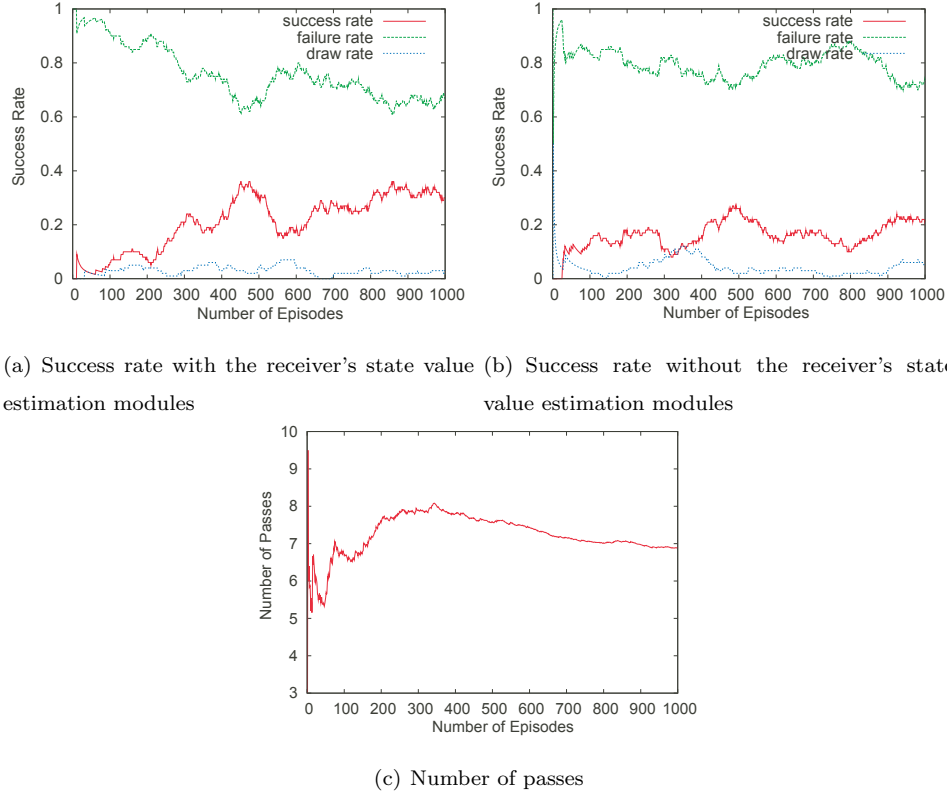 success rate
failure rate
draw rate
1
0.8
0.6
0.4
0.2
0
Success Rate
0 100 200 300 400 500 600 700 800 900 1000
Number of Episodes
success rate
failure rate
draw rate
1
0.8
0.6
0.4
0.2
0
Success Rate
0 100 200 300 400 500 600 700 800 900 1000
Number of Episodes
(a) Success rate with the receiver's state value
estimation modules
(b) Success rate without the receiver's state
value estimation modules
10
9
8
7
6
5
4
3
Number of Passes
0 100 200 300 400 500 600 700 800 900 1000
Number of Episodes
(c) Number of passes